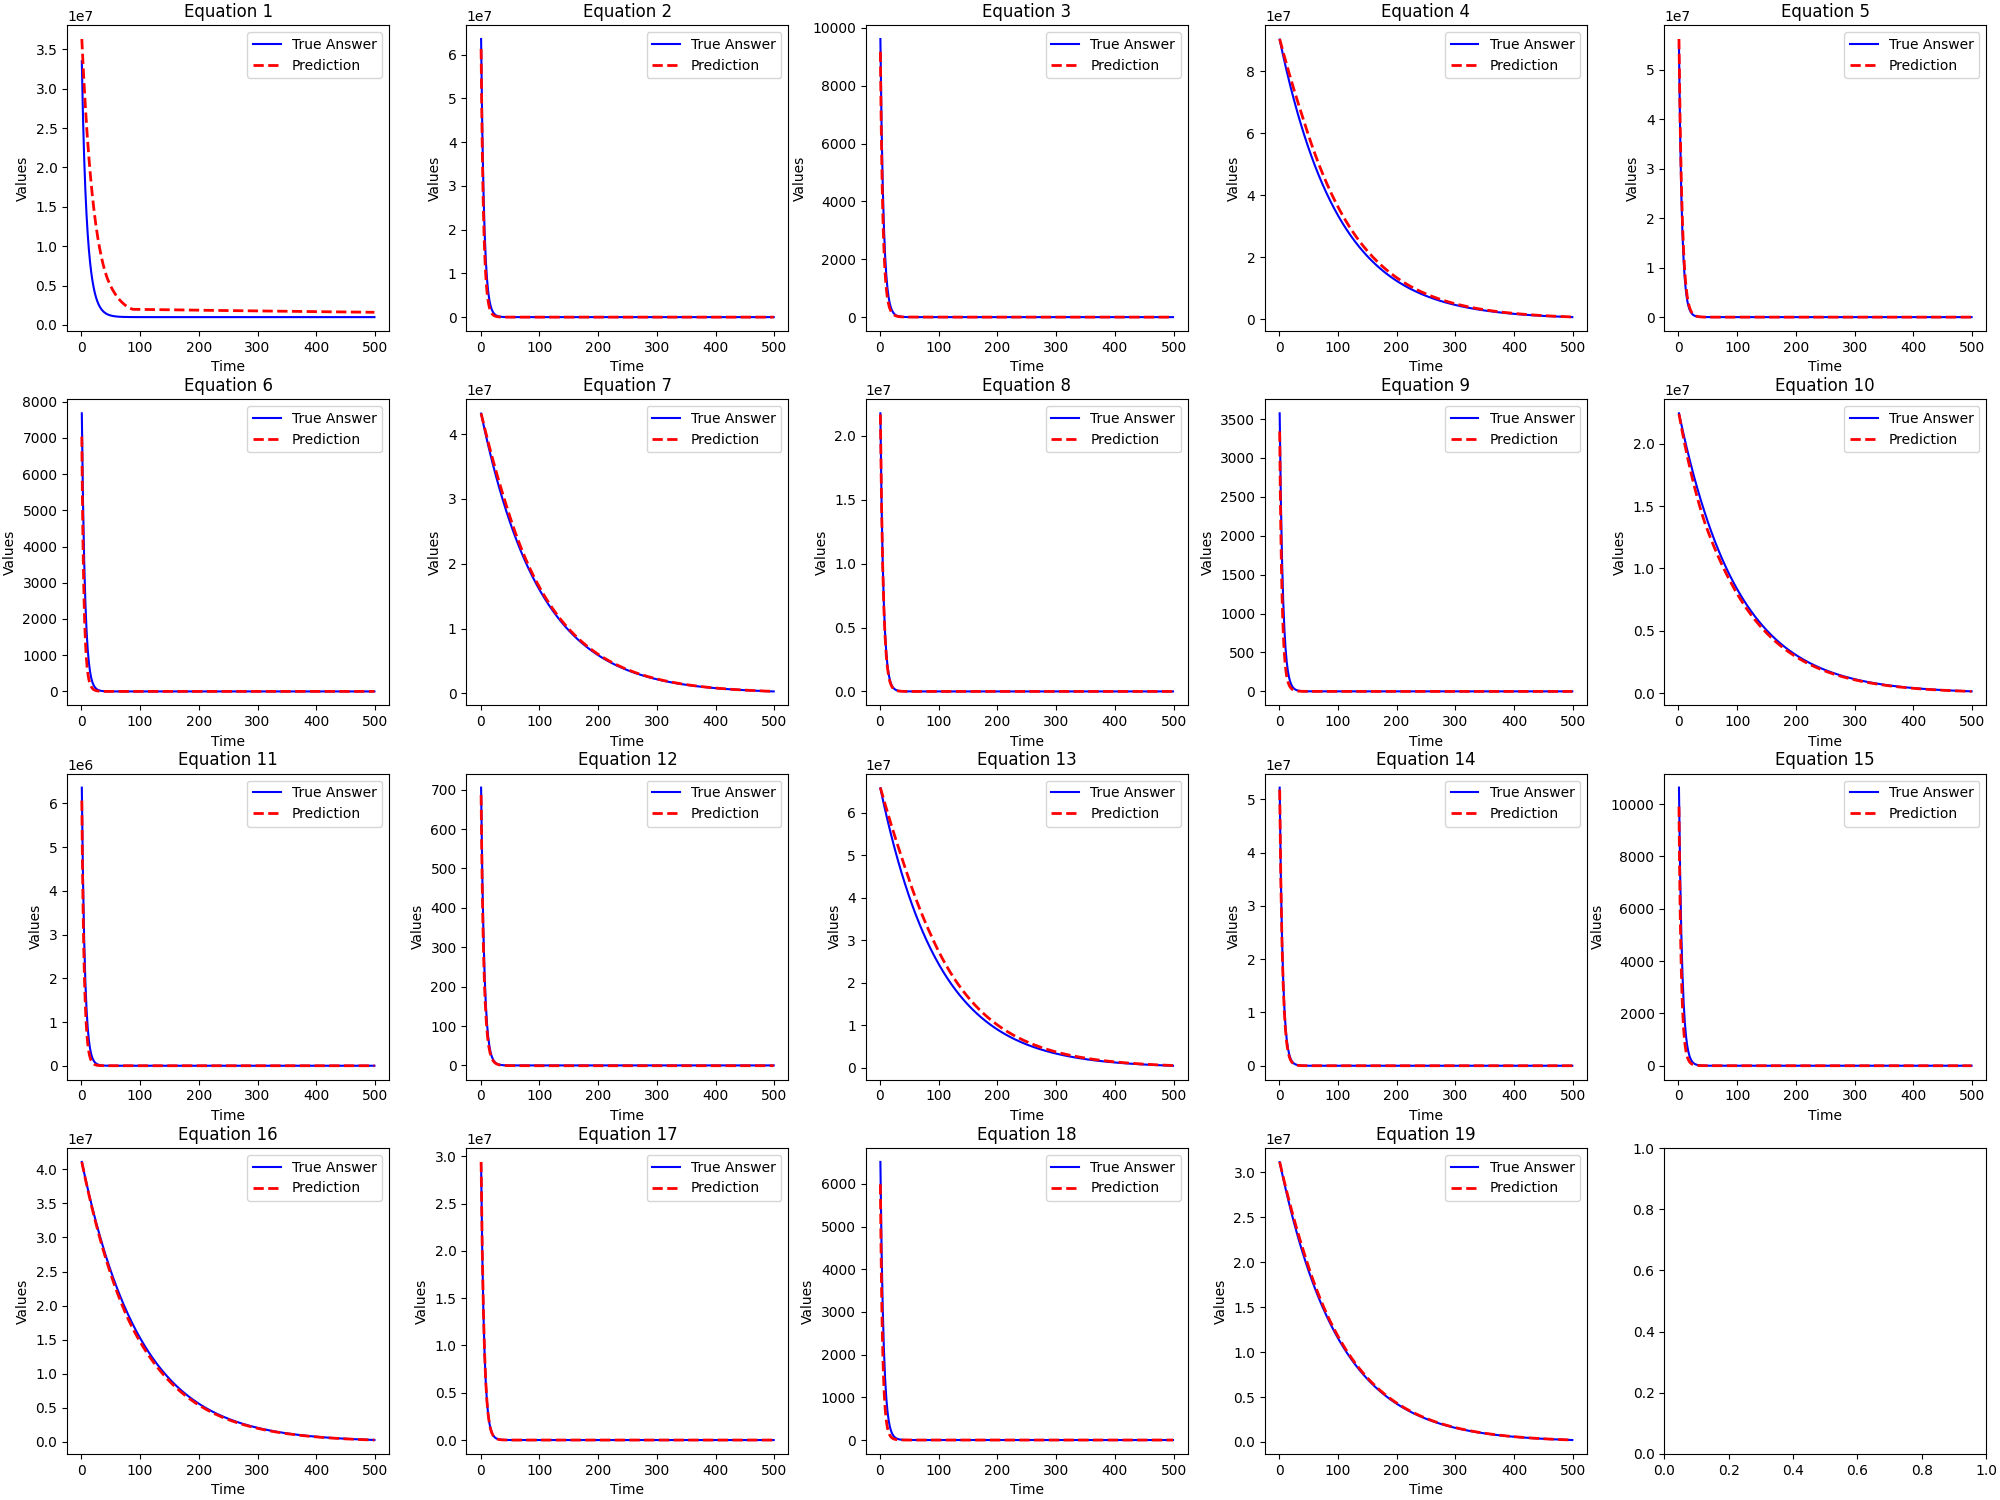 Equation 1
1e7
3.5
3.0
2.5
2.0
1.5
1.0
0.5
0.0
Values
True Answer
Prediction
0 100 200 300 400 500
Time
Equation 2
1e7
6
5
4
3
2
1
0
Values
True Answer
Prediction
0 100 200 300 400 500
Time
Equation 3
10000
8000
6000
4000
2000
0
Values
True Answer
Prediction
0 100 200 300 400 500
Time
Equation 4
1e7
8
6
4
2
0
Values
True Answer
Prediction
0 100 200 300 400 500
Time
Equation 5
1e7
5
4
3
2
1
0
Values
True Answer
Prediction
0 100 200 300 400 500
Time
Equation 6
8000
7000
6000
5000
4000
3000
2000
1000
0
Values
True Answer
Prediction
0 100 200 300 400 500
Time
Equation 7
1e7
4
3
2
1
0
Values
True Answer
Prediction
0 100 200 300 400 500
Time
Equation 8
1e7
2.0
1.5
1.0
0.5
0.0
Values
True Answer
Prediction
0 100 200 300 400 500
Time
Equation 9
3500
3000
2500
2000
1500
1000
500
0
Values
True Answer
Prediction
0 100 200 300 400 500
Time
Equation 10
1e7
2.0
1.5
1.0
0.5
0.0
Values
True Answer
Prediction
0 100 200 300 400 500
Time
Equation 11
1e6
6
5
4
3
2
1
0
Values
True Answer
Prediction
0 100 200 300 400 500
Time
Equation 12
700
600
500
400
300
200
100
0
Values
True Answer
Prediction
0 100 200 300 400 500
Time
Equation 13
1e7
6
5
4
3
2
1
0
Values
True Answer
Prediction
0 100 200 300 400 500
Time
Equation 14
1e7
5
4
3
2
1
0
Values
True Answer
Prediction
0 100 200 300 400 500
Time
Equation 15
10000
8000
6000
4000
2000
0
Values
True Answer
Prediction
0 100 200 300 400 500
Time
Equation 16
1e7
4.0
3.5
3.0
2.5
2.0
1.5
1.0
0.5
0.0
Values
True Answer
Prediction
0 100 200 300 400 500
Time
Equation 17
1e7
3.0
2.5
2.0
1.5
1.0
0.5
0.0
Values
True Answer
Prediction
0 100 200 300 400 500
Time
Equation 18
6000
5000
4000
3000
2000
1000
0
Values
True Answer
Prediction
0 100 200 300 400 500
Time
Equation 19
1e7
3.0
2.5
2.0
1.5
1.0
0.5
0.0
Values
True Answer
Prediction
0 100 200 300 400 500
Time
1.0
0.8
0.6
0.4
0.2
0.0
0.0 0.2 0.4 0.6 0.8 1.0